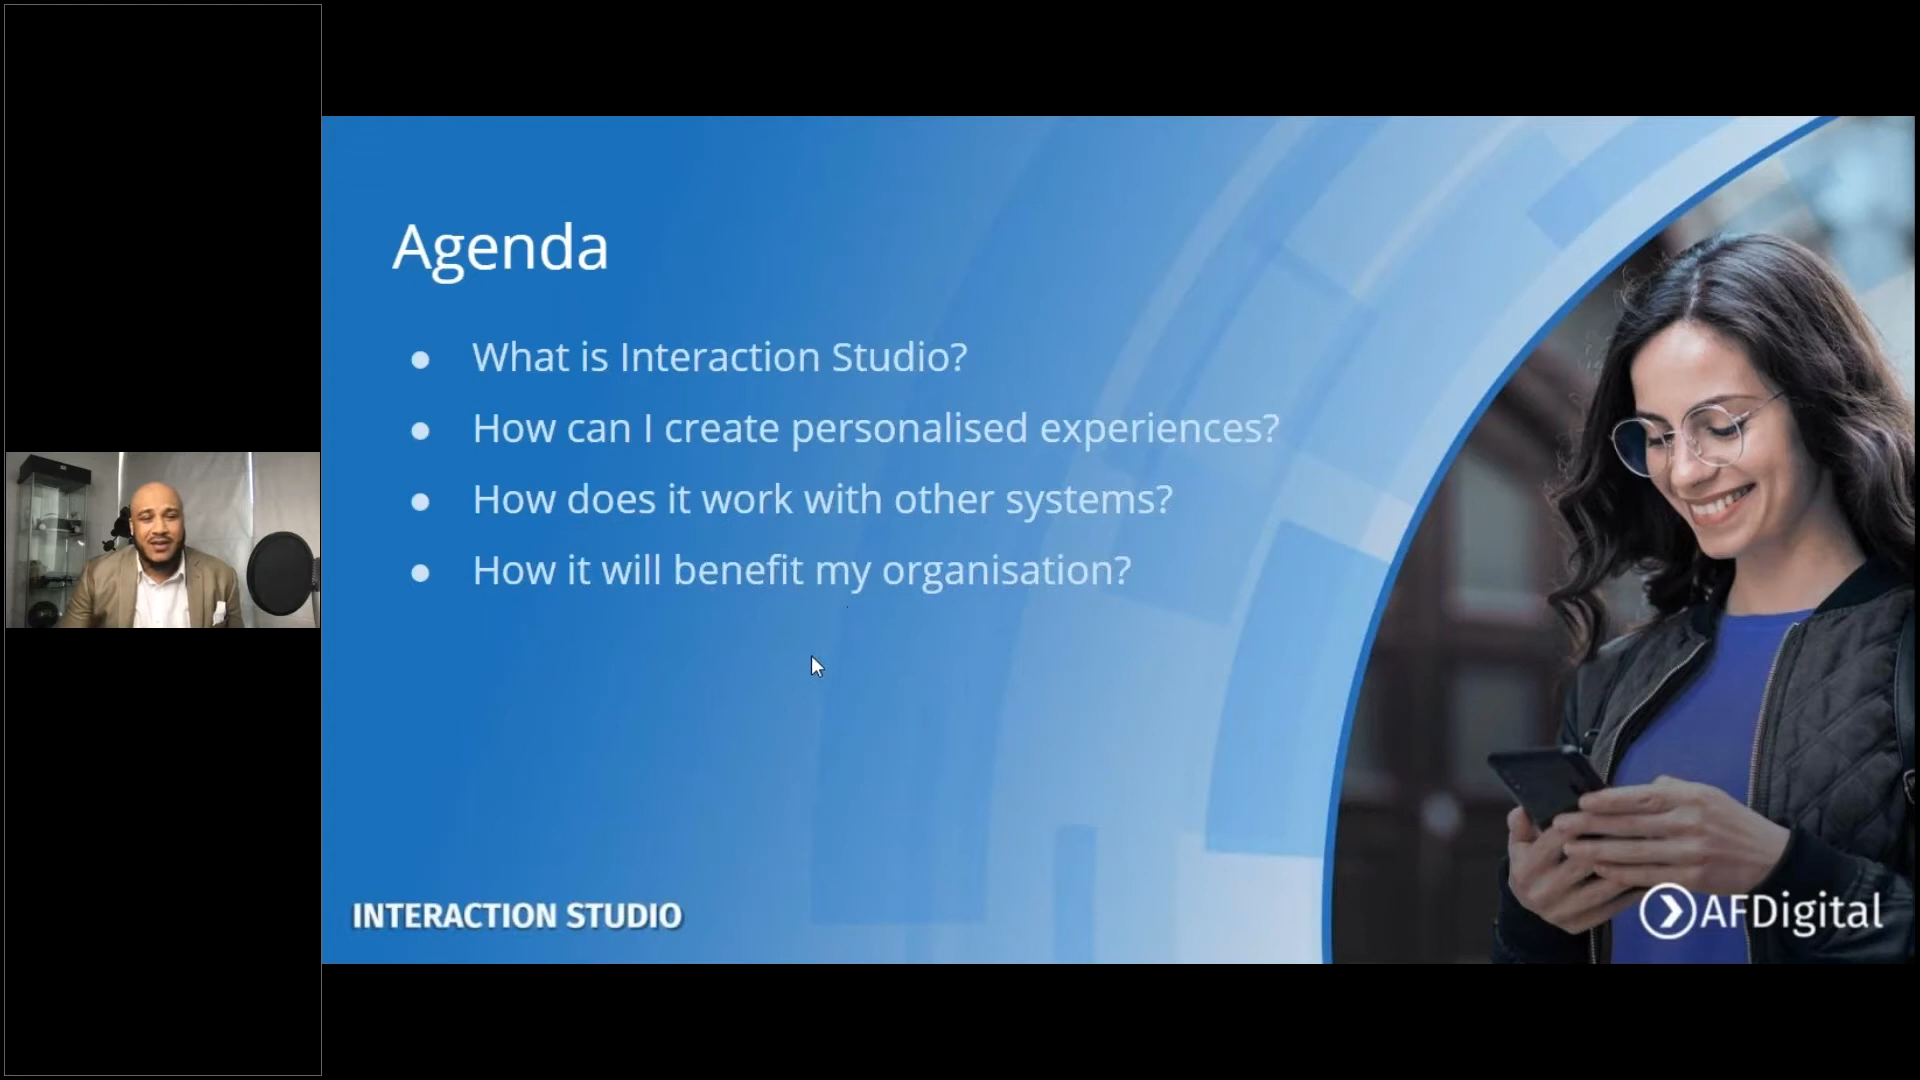 Agenda
● What is Interaction Studio?
● How can I create personalised experiences?
● How does it work with other systems?
● How it will benefit my organisation?
INTERACTION STUDIO
AFDigital